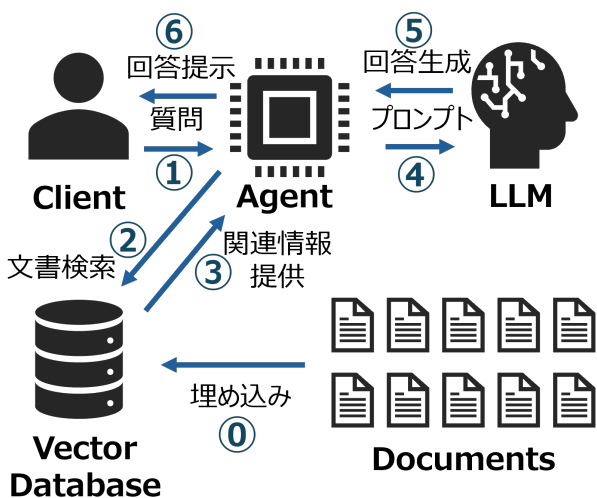 ⑥
回答提示
質問
①
⑤
回答生成
プロンプト
④
Client
Agent
LLM
②
文書検索
③
関連情報
提供
埋め込み
⓪
Vector
Database
Documents